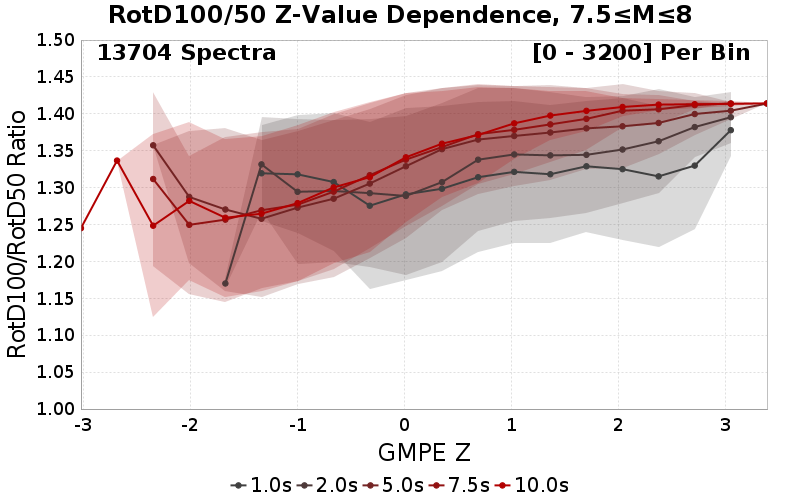 RotD100/50 Z-Value Dependence, 7.5≤M≤8
13704 Spectra
[0 - 3200] Per Bin
RotD100/RotD50 Ratio
1.50
1.45
1.40
1.35
1.30
1.25
1.20
1.15
1.10
1.05
1.00
-3 -2 -1 0 1 2 3
GMPE Z
1.0s 2.0s 5.0s 7.5s 10.0s